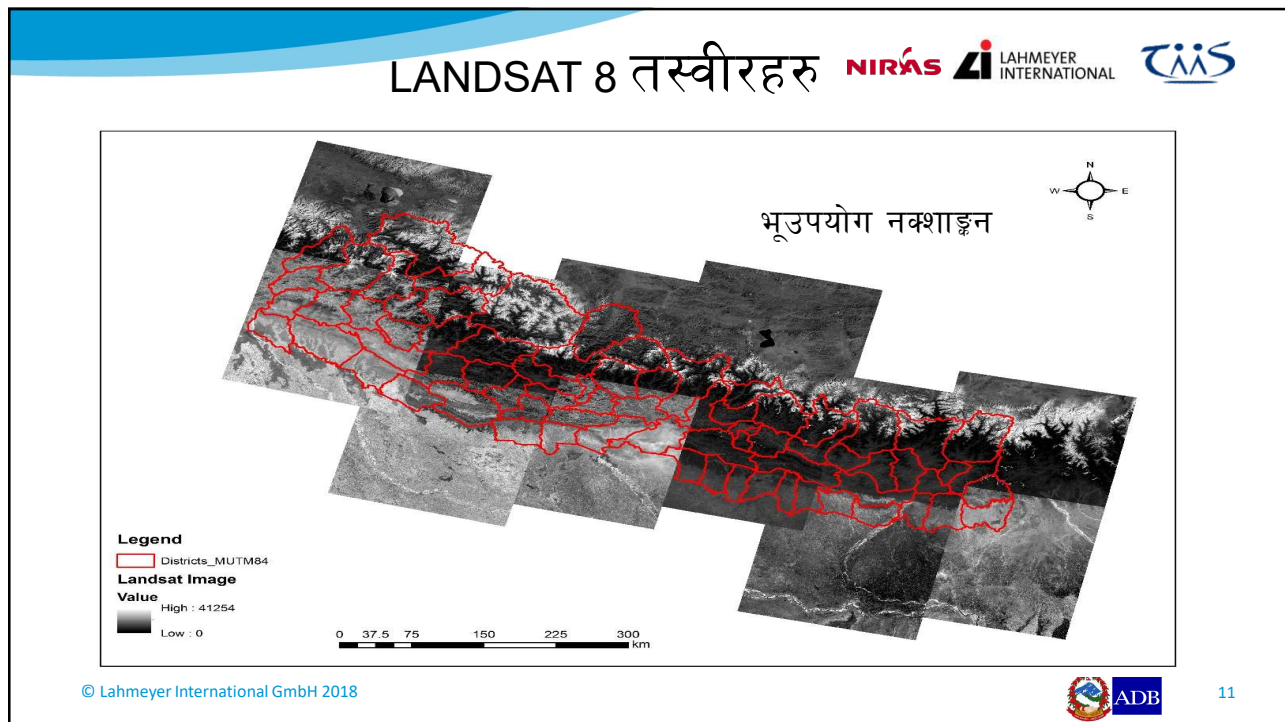 LANDSAT 8 तस्वीरहरु
NIRAS
LAHMEYER
INTERNATIONAL
TMS
भूउपयोग नक्शाङ्कन
N
W E
S
Legend
Districts_MUTM84
Landsat Image
Value
High : 41254
Low : 0
0 37.5 75 150 225 300
km
© Lahmeyer International GmbH 2018
ADB
11